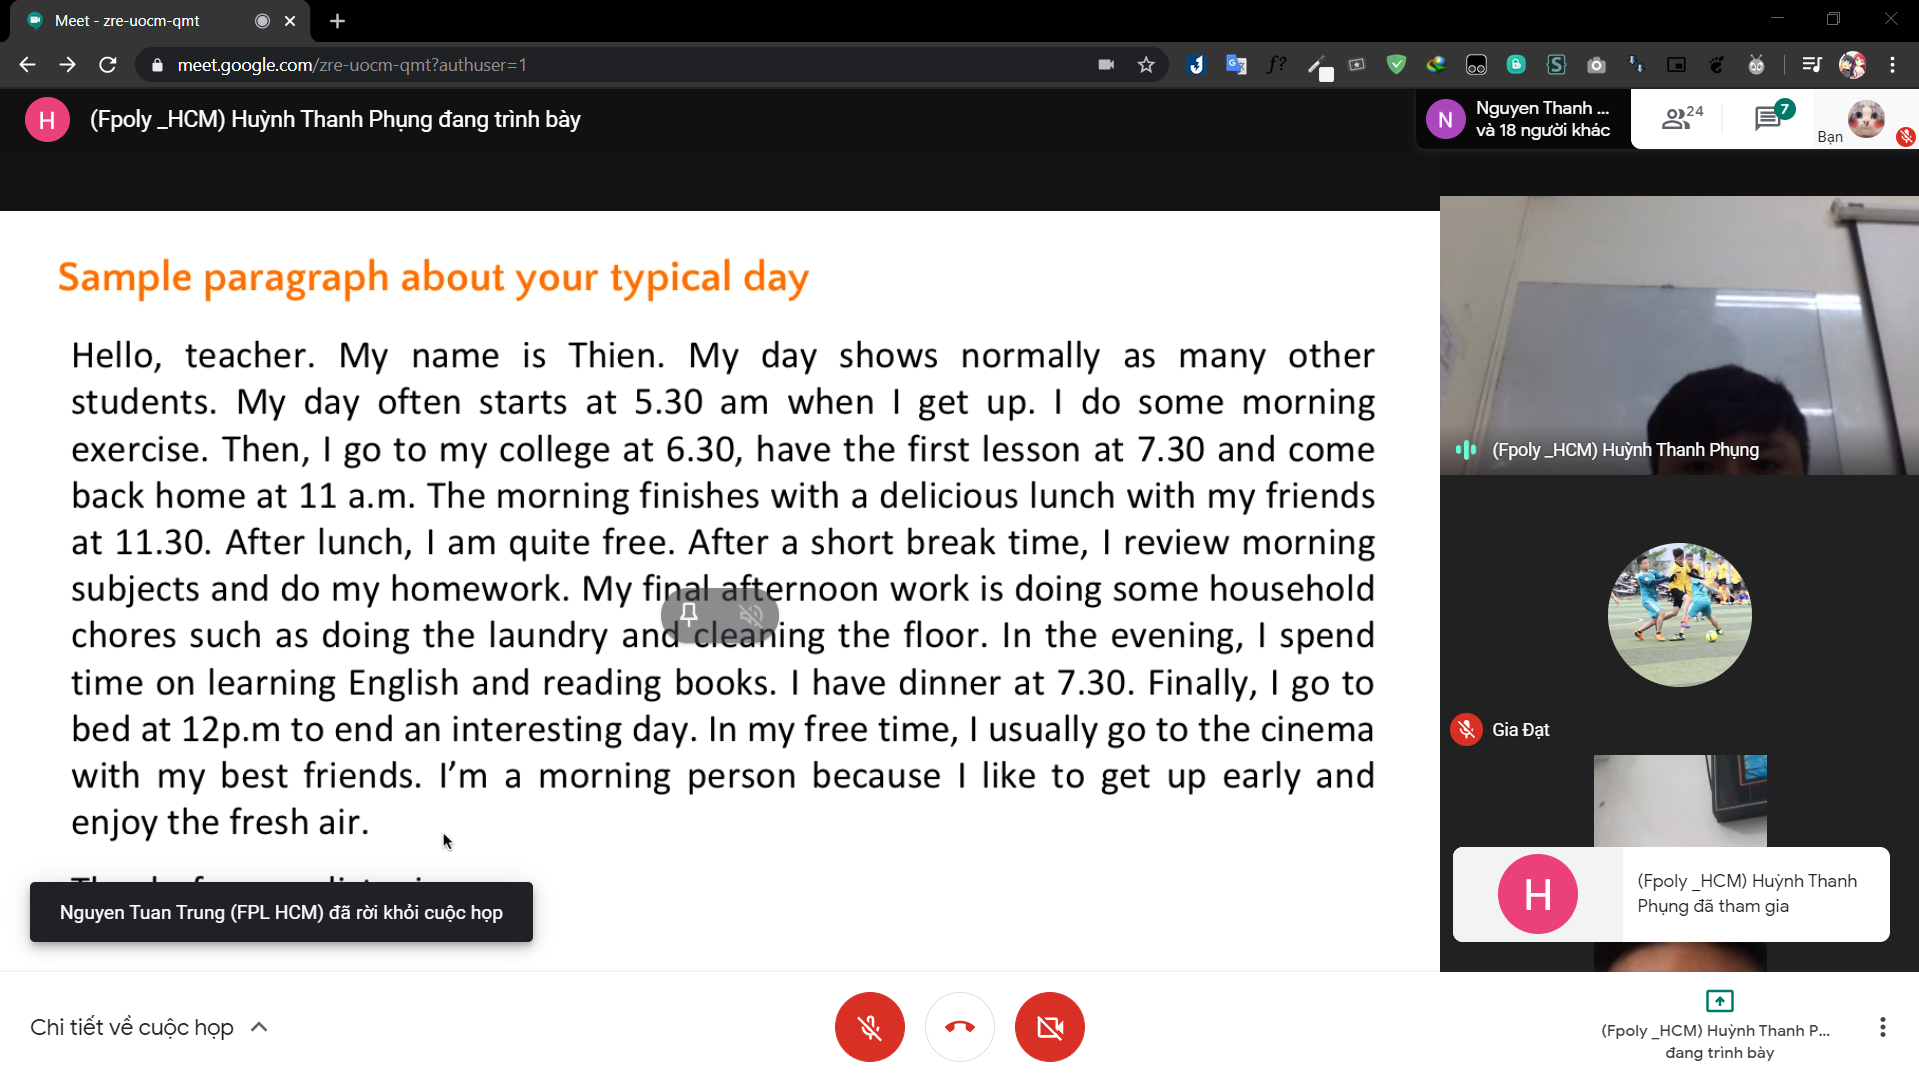 Meet - zre-uocm-qmt
meet.google.com/zre-uocm-qmt?authuser=1
H
(Fpoly _HCM) Huỳnh Thanh Phụng đang trình bày
N
Nguyen Thanh ...
và 18 người khác
24
7
Bạn
Sample paragraph about your typical day
Hello, teacher. My name is Thien. My day shows normally as many other
students. My day often starts at 5.30 am when I get up. I do some morning
exercise. Then, I go to my college at 6.30, have the first lesson at 7.30 and come
back home at 11 a.m. The morning finishes with a delicious lunch with my friends
at 11.30. After lunch, I am quite free. After a short break time, I review morning
subjects and do my homework. My final afternoon work is doing some household
chores such as doing the laundry and cleaning the floor. In the evening, I spend
time on learning English and reading books. I have dinner at 7.30. Finally, I go to
bed at 12p.m to end an interesting day. In my free time, I usually go to the cinema
with my best friends. I’m a morning person because I like to get up early and
enjoy the fresh air.
Nguyen Tuan Trung (FPL HCM) đã rời khỏi cuộc họp
(Fpoly _HCM) Huỳnh Thanh Phụng
Gia Đạt
H
(Fpoly _HCM) Huỳnh Thanh
Phụng đã tham gia
Chi tiết về cuộc họp
(Fpoly _HCM) Huỳnh Thanh P...
đang trình bày